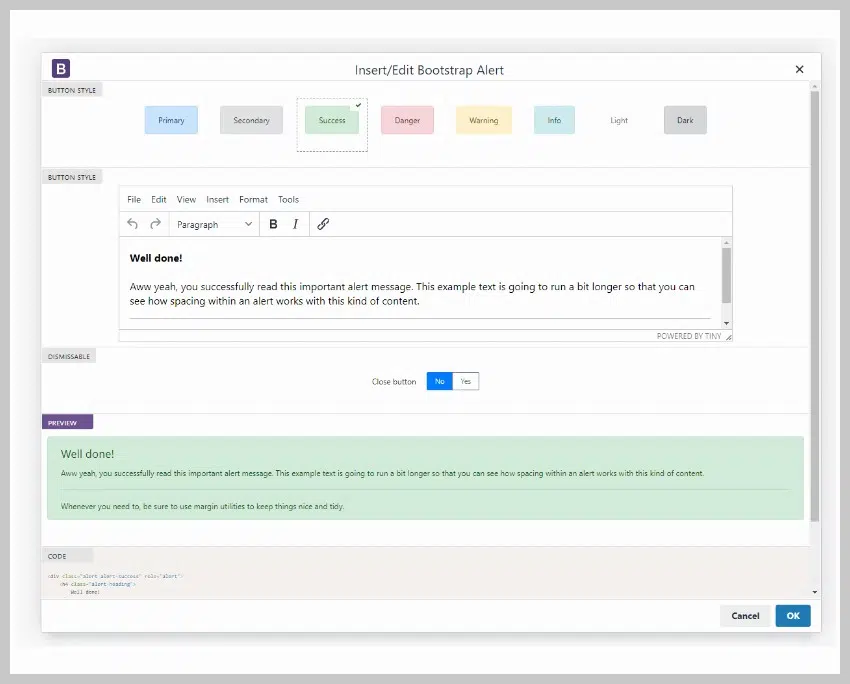 B
Insert/Edit Bootstrap Alert
BUTTON STYLE
Primary Secondary Success Danger Warning Info Light Dark
BUTTON STYLE
File Edit View Insert Format Tools
Paragraph B I
Well done!
Aww yeah, you successfully read this important alert message. This example text is going to run a bit longer so that you can
see how spacing within an alert works with this kind of content.
POWERED BY TINY
DISMISSABLE
Close button No Yes
PREVIEW
Well done!
Aww yeah, you successfully read this important alert message. This example text is going to run a bit longer so that you can see how spacing within an alert works with this kind of content.
Whenever you need to, be sure to use margin utilities to keep things nice and tidy.
CODE
<div class="alert alert-success" role="alert">
<h4 class="alert-heading">
Well done!
Cancel OK